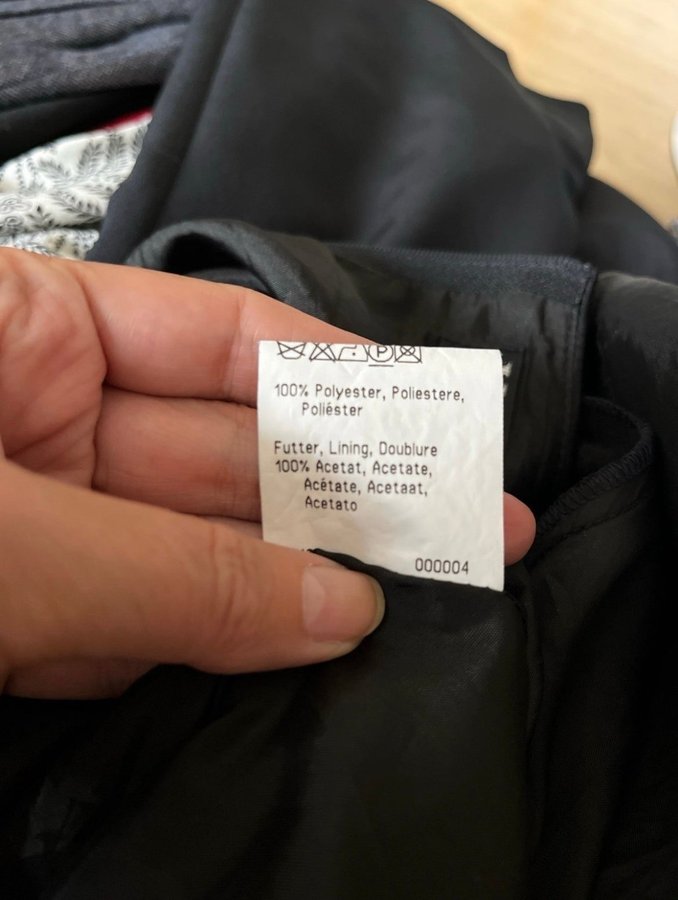 P
100% Polyester, Poliestere,
Poliéster
Futter, Lining, Doublure
100% Acetat, Acetate,
Acétate, Acetaat,
Acetato
000004